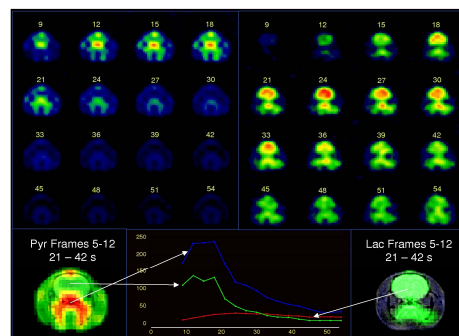 9 12 15 18
21 24 27 30
33 36 39 42
45 48 51 54
9 12 15 18
21 24 27 30
33 36 39 42
45 48 51 54
Pyr Frames 5-12
21 – 42 s
250
200
150
100
50
0
0 10 20 30 40 50
Lac Frames 5-12
21 – 42 s